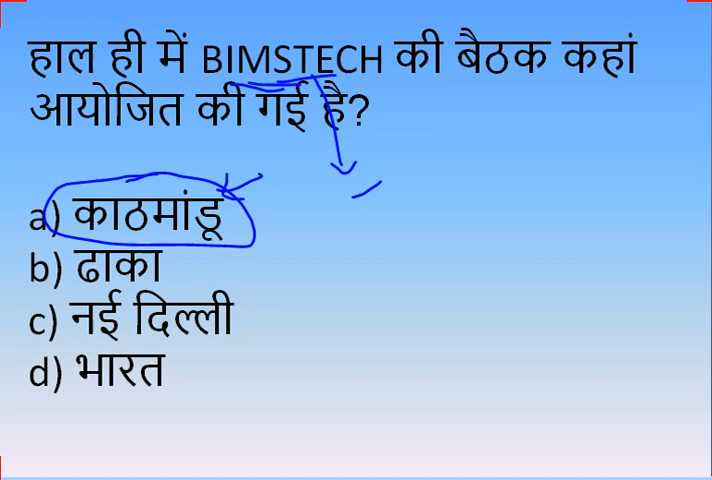 हाल ही में BIMSTECH की बैठक कहां
आयोजित की गई है?
a) काठमांडू
b) ढाका
c) नई दिल्ली
d) भारत